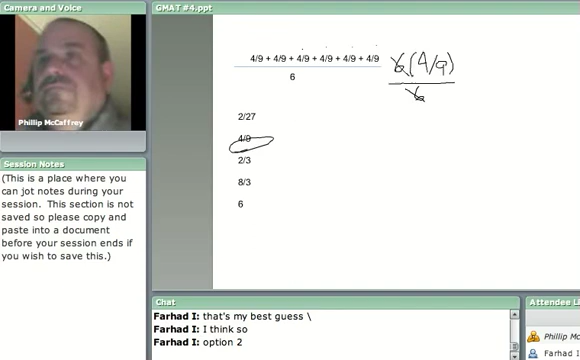 Camera and Voice
GMAT #4.ppt
Phillip McCaffrey
4/9 + 4/9 + 4/9 + 4/9 + 4/9 + 4/9
6
6(4/9)
6
2/27
4/9
2/3
8/3
6
Session Notes
(This is a place where you
can jot notes during your
session. This section is not
saved so please copy and
paste into a document
before your session ends if
you wish to save this.)
Chat
Farhad I: that's my best guess \
Farhad I: I think so
Farhad I: option 2
Attendee Li
Phillip Mc
Farhad I